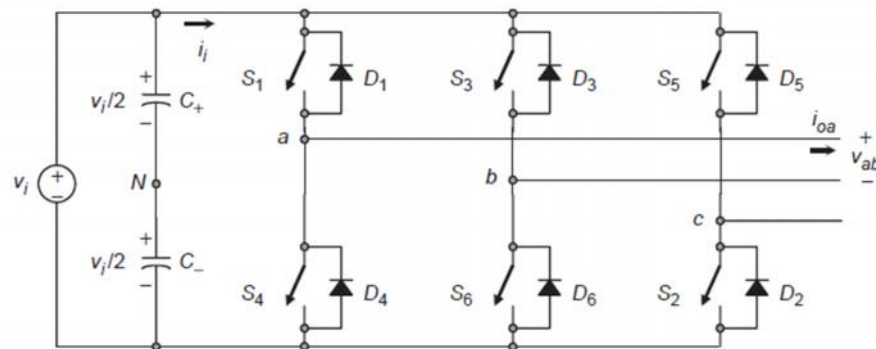 i_i
+
S_1
D_1
S_3
D_3
S_5
D_5
v_i/2
C_+
−
i_oa
a
+
v_ab
b
−
v_i
+
−
N
c
+
v_i/2
C_−
−
S_4
D_4
S_6
D_6
S_2
D_2